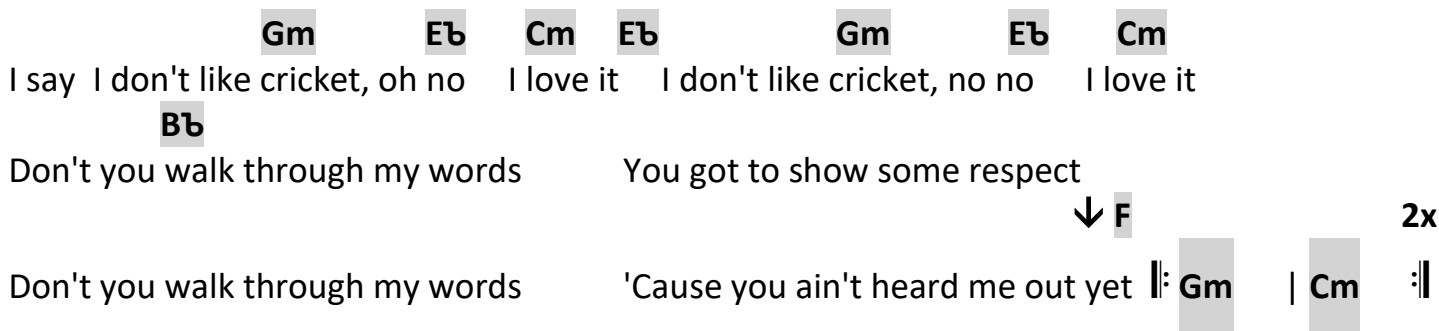 Gm Eb Cm Eb Gm Eb Cm
I say I don't like cricket, oh no I love it I don't like cricket, no no I love it
Bb
Don't you walk through my words You got to show some respect
↓ F 2x
Don't you walk through my words 'Cause you ain't heard me out yet 𝄆 Gm | Cm 𝄇